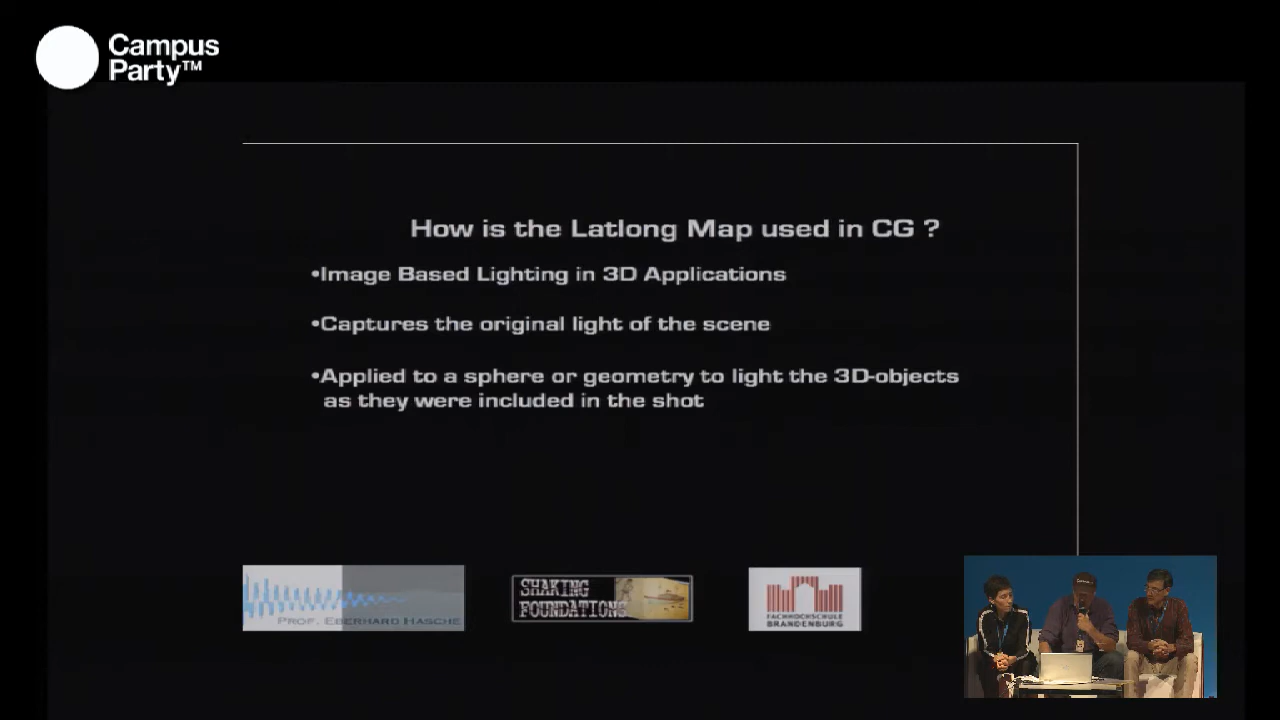 Campus
Party™
How is the Latlong Map used in CG ?
•Image Based Lighting in 3D Applications
•Captures the original light of the scene
•Applied to a sphere or geometry to light the 3D-objects
as they were included in the shot
PROF. EBERHARD HASCHE
SHAKING
FOUNDATIONS
FACHHOCHSCHULE
BRANDENBURG